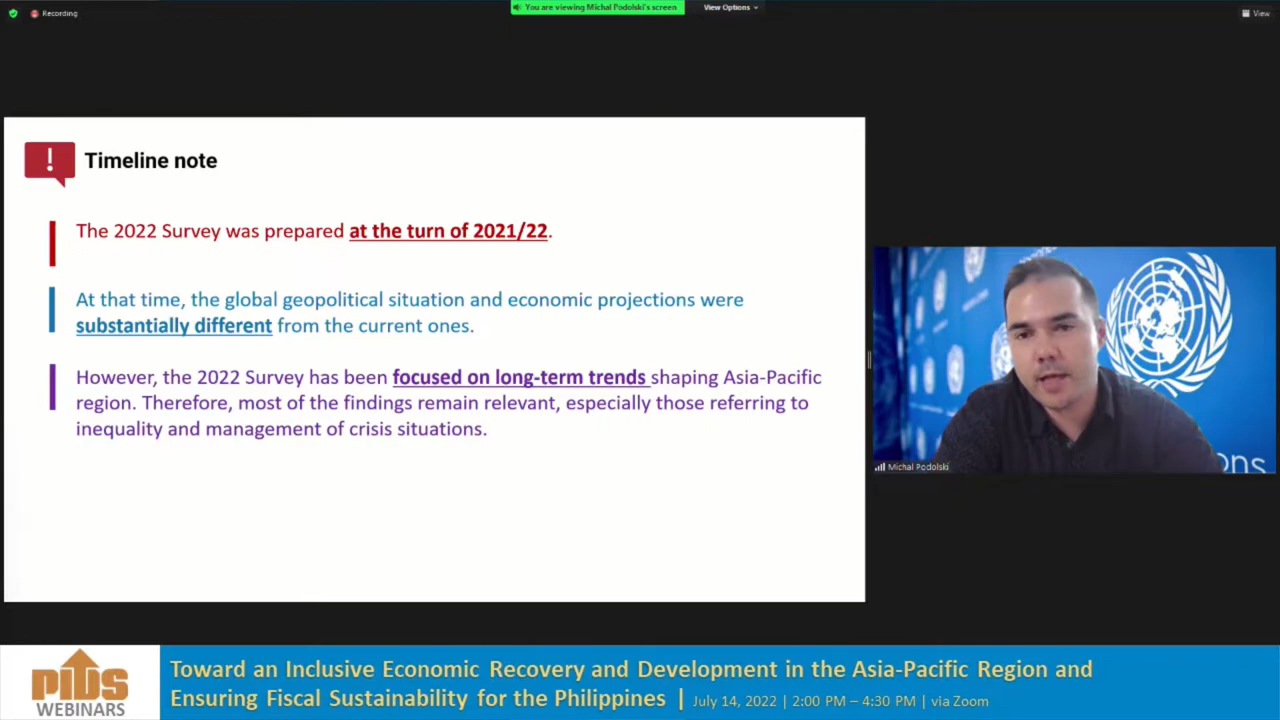 Recording
You are viewing Michal Podolski's screen
View Options
View
!
Timeline note
The 2022 Survey was prepared at the turn of 2021/22.
At that time, the global geopolitical situation and economic projections were
substantially different from the current ones.
However, the 2022 Survey has been focused on long-term trends shaping Asia-Pacific
region. Therefore, most of the findings remain relevant, especially those referring to
inequality and management of crisis situations.
ons
Michal Podolski
PIDS
WEBINARS
Toward an Inclusive Economic Recovery and Development in the Asia-Pacific Region and
Ensuring Fiscal Sustainability for the Philippines | July 14, 2022 | 2:00 PM – 4:30 PM | via Zoom